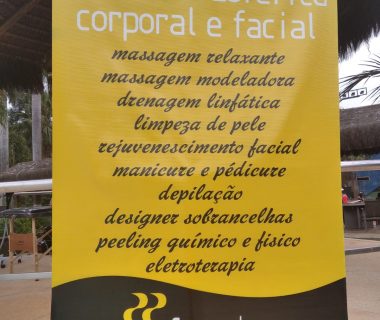 corporal e facial
massagem relaxante
massagem modeladora
drenagem linfática
limpeza de pele
rejuvenescimento facial
manicure e pédicure
depilação
designer sobrancelhas
peeling químico e fisico
eletroterapia